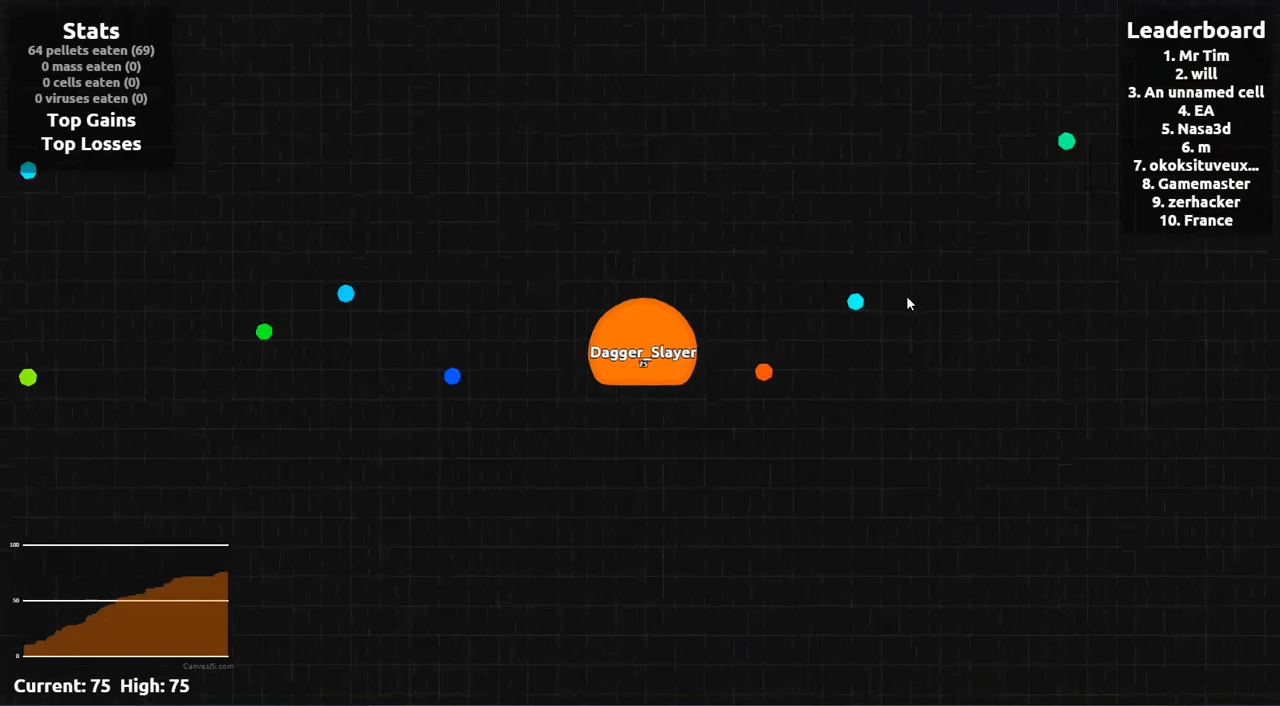 Stats
64 pellets eaten (69)
0 mass eaten (0)
0 cells eaten (0)
0 viruses eaten (0)
Top Gains
Top Losses
Leaderboard
1. Mr Tim
2. will
3. An unnamed cell
4. EA
5. Nasa3d
6. m
7. okoksituveux...
8. Gamemaster
9. zerhacker
10. France
Dagger_Slayer
75
100
50
0
CanvasJS.com
Current: 75 High: 75